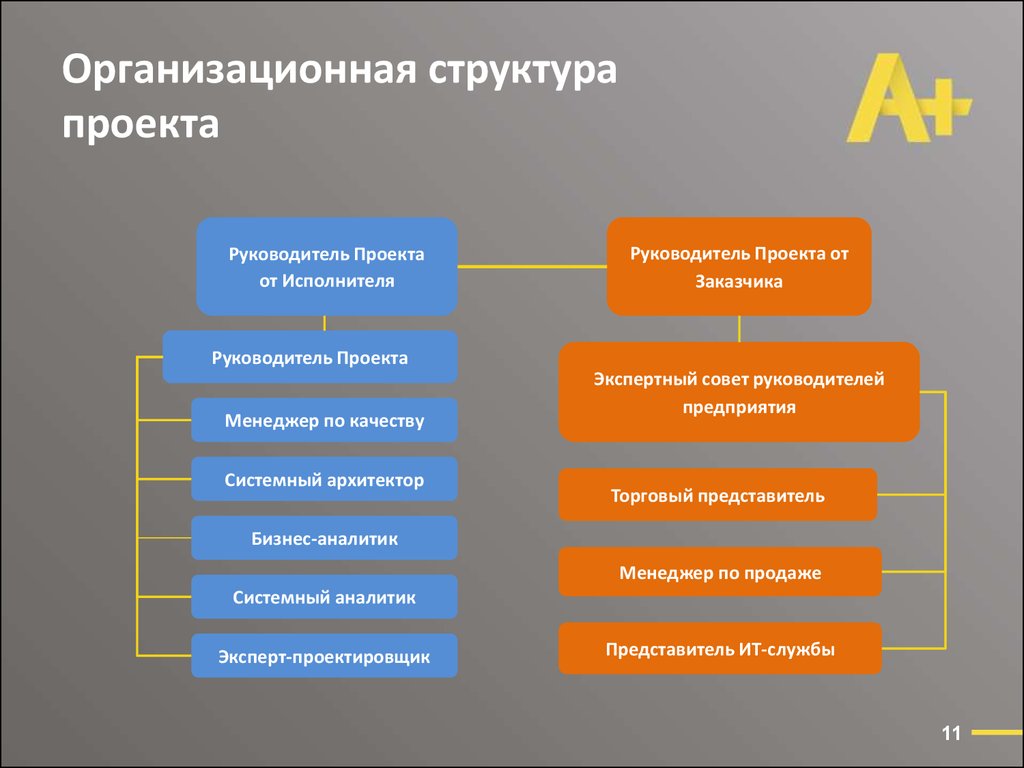 Организационная структура
проекта
A+
Руководитель Проекта
от Исполнителя
Руководитель Проекта от
Заказчика
Руководитель Проекта
Менеджер по качеству
Системный архитектор
Бизнес-аналитик
Системный аналитик
Эксперт-проектировщик
Экспертный совет руководителей
предприятия
Торговый представитель
Менеджер по продаже
Представитель ИТ-службы
11